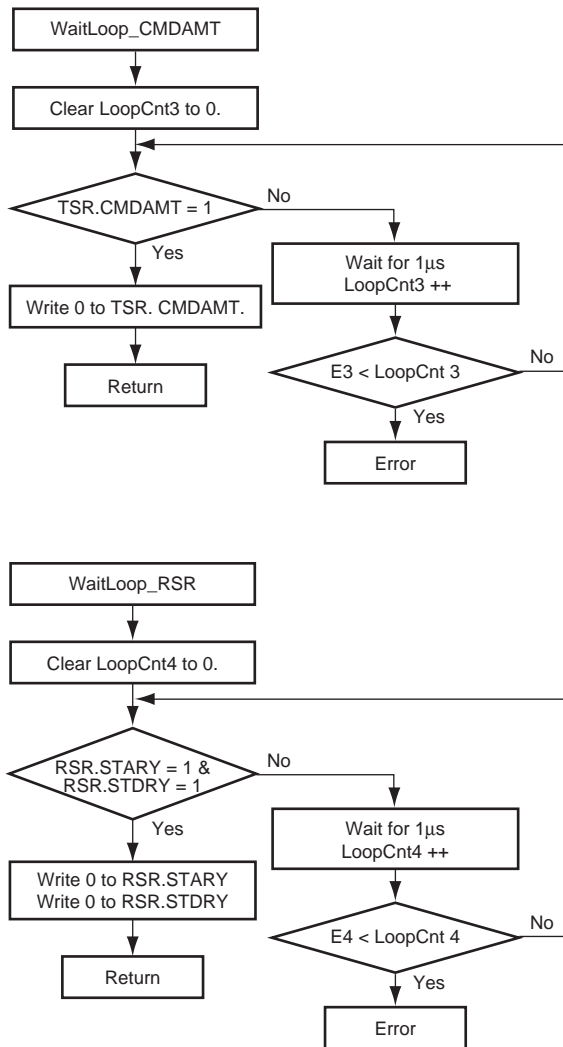 WaitLoop_CMDAMT
Clear LoopCnt3 to 0.
TSR.CMDAMT = 1
No
Yes
Wait for 1μs
LoopCnt3 ++
Write 0 to TSR. CMDAMT.
E3 < LoopCnt 3
No
Return
Yes
Error
WaitLoop_RSR
Clear LoopCnt4 to 0.
RSR.STARY = 1 &
RSR.STDRY = 1
No
Yes
Wait for 1μs
LoopCnt4 ++
Write 0 to RSR.STARY
Write 0 to RSR.STDRY
E4 < LoopCnt 4
No
Return
Yes
Error